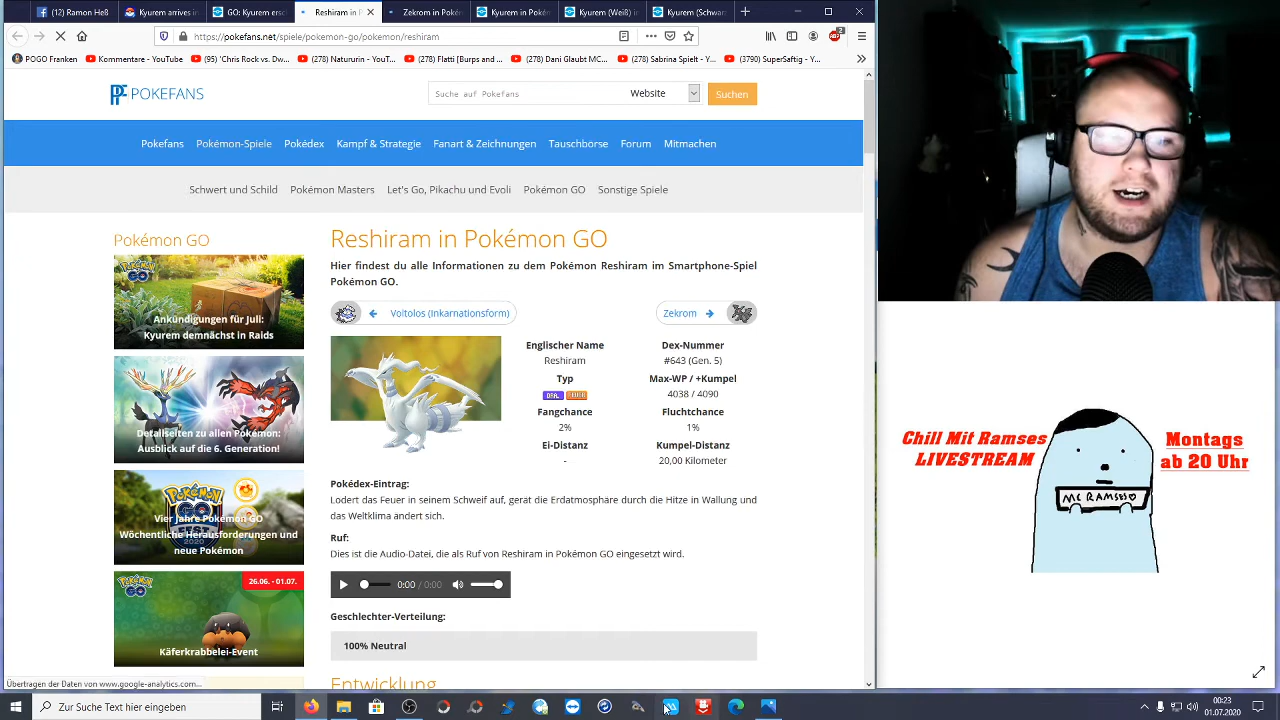 (12) Ramon Heß
Kyurem arrives in
GO: Kyurem ersc
Reshiram in P
Zekrom in Pokém
Kyurem in Pokém
Kyurem (Weiß) in
Kyurem (Schwar
https://pokefans.net/spiele/pokemon-go/pokemon/reshiram
POGO Franken
Kommentare - YouTube
(95) 'Chris Rock vs. Dw...
(278) Natururin - YouT...
(278) Flatti [Burps and ...
(278) Dani Glaubt MC...
(278) Sabrina Spielt - Y...
(3790) SuperSaftig - Y...
POKEFANS
Suche auf Pokefans
Website
Suchen
Pokefans Pokémon-Spiele Pokédex Kampf & Strategie Fanart & Zeichnungen Tauschbörse Forum Mitmachen
Schwert und Schild Pokémon Masters Let's Go, Pikachu und Evoli Pokémon GO Sonstige Spiele
Pokémon GO
Ankündigungen für Juli:
Kyurem demnächst in Raids
Detailseiten zu allen Pokémon:
Ausblick auf die 6. Generation!
Vier Jahre Pokémon GO
Wöchentliche Herausforderungen und
neue Pokémon
26.06. - 01.07.
Käferkrabbelei-Event
Reshiram in Pokémon GO
Hier findest du alle Informationen zu dem Pokémon Reshiram im Smartphone-Spiel
Pokémon GO.
Voltolos (Inkarnationsform)
Zekrom
Englischer Name
Reshiram
Dex-Nummer
#643 (Gen. 5)
Typ
Max-WP / +Kumpel
4038 / 4090
Fangchance
2%
Fluchtchance
1%
Ei-Distanz
-
Kumpel-Distanz
20,00 Kilometer
Pokédex-Eintrag:
Lodert das Feuer in seinem Schweif auf, gerät die Erdatmosphäre durch die Hitze in Wallung und
das Weltklima ändert sich.
Ruf:
Dies ist die Audio-Datei, die als Ruf von Reshiram in Pokémon GO eingesetzt wird.
0:00 / 0:00
Geschlechter-Verteilung:
100% Neutral
Entwicklung
Übertragen der Daten von www.google-analytics.com...
Chill Mit Ramses
LIVESTREAM
Montags
ab 20 Uhr
MC RAMSES
Zur Suche Text hier eingeben
00:23
01.07.2020